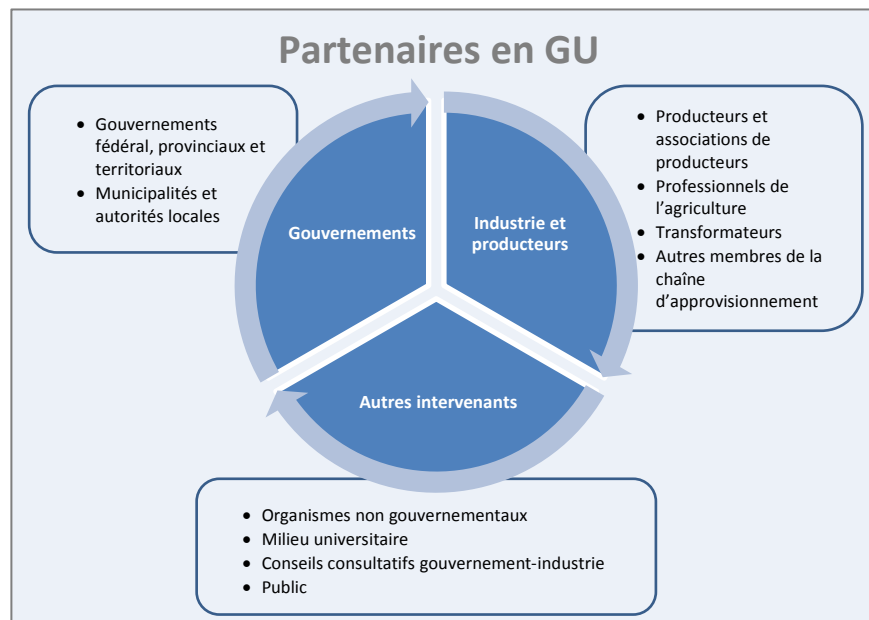 Partenaires en GU
• Gouvernements
fédéral, provinciaux et
territoriaux
• Municipalités et
autorités locales
Gouvernements
Industrie et
producteurs
• Producteurs et
associations de
producteurs
• Professionnels de
l’agriculture
• Transformateurs
• Autres membres de la
chaîne
d’approvisionnement
Autres intervenants
• Organismes non gouvernementaux
• Milieu universitaire
• Conseils consultatifs gouvernement-industrie
• Public